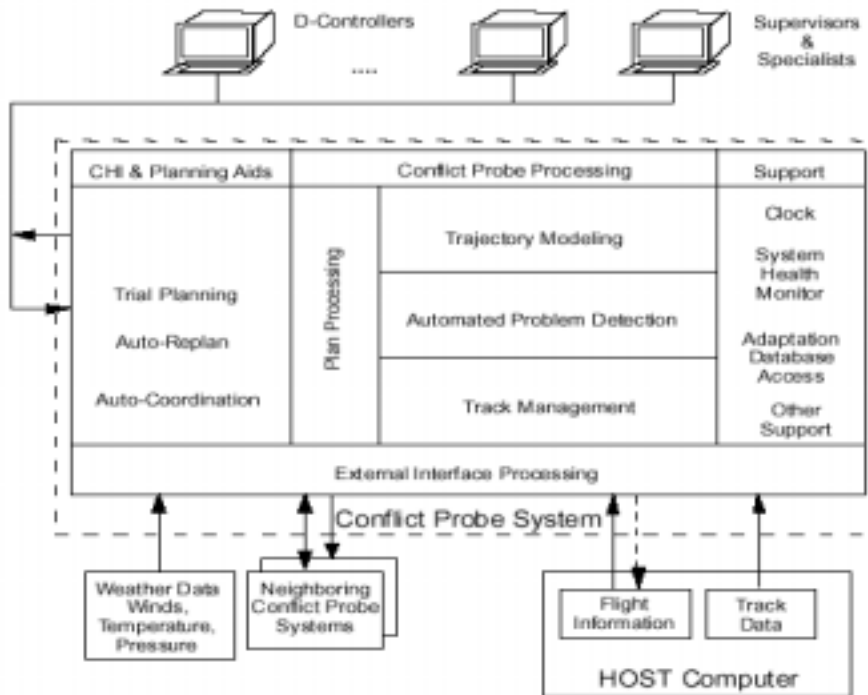 D-Controllers
....
Supervisors
&
Specialists
CHI & Planning Aids
Conflict Probe Processing
Support
Trial Planning
Auto-Replan
Auto-Coordination
Plan Processing
Trajectory Modeling
Automated Problem Detection
Track Management
Clock
System
Health
Monitor
Adaptation
Database
Access
Other
Support
External Interface Processing
Conflict Probe System
Weather Data
Winds,
Temperature,
Pressure
Neighboring
Conflict Probe
Systems
Flight
Information
Track
Data
HOST Computer